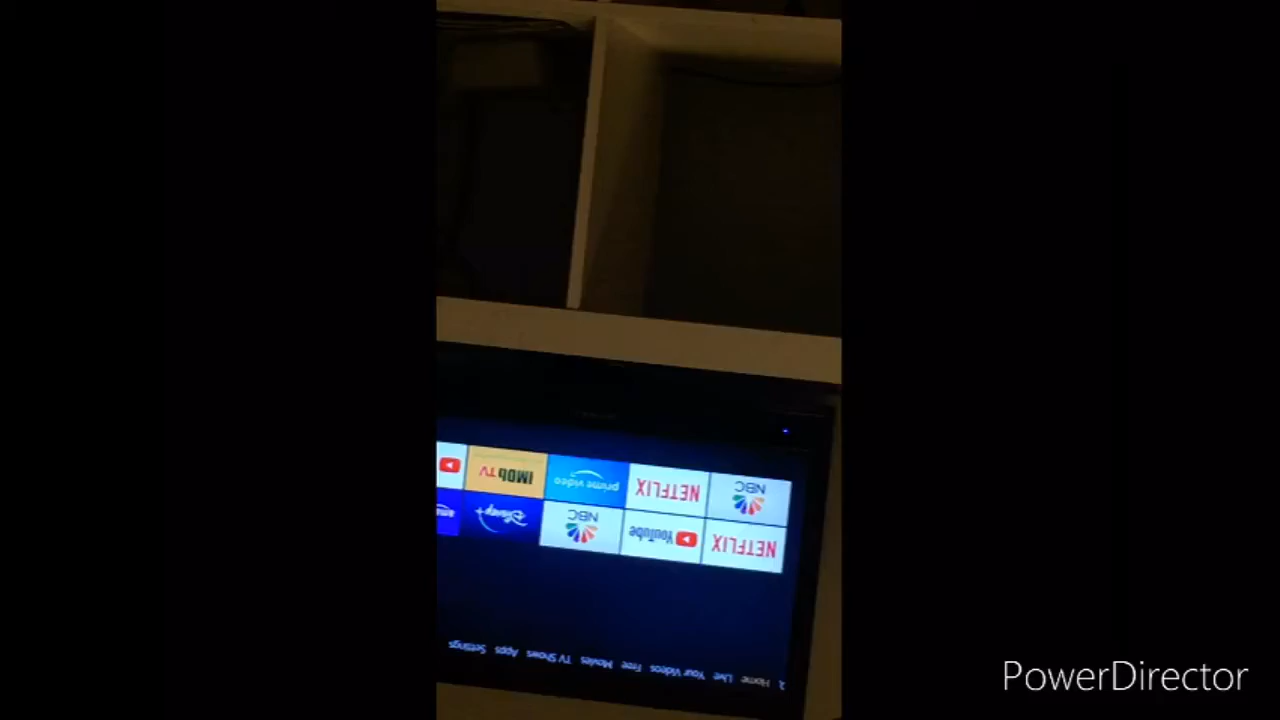 Home Live Your Videos Free Movies TV Shows Apps Settings
NETFLIX YouTube NBC Disney+
NBC NETFLIX prime video IMDb TV
PowerDirector